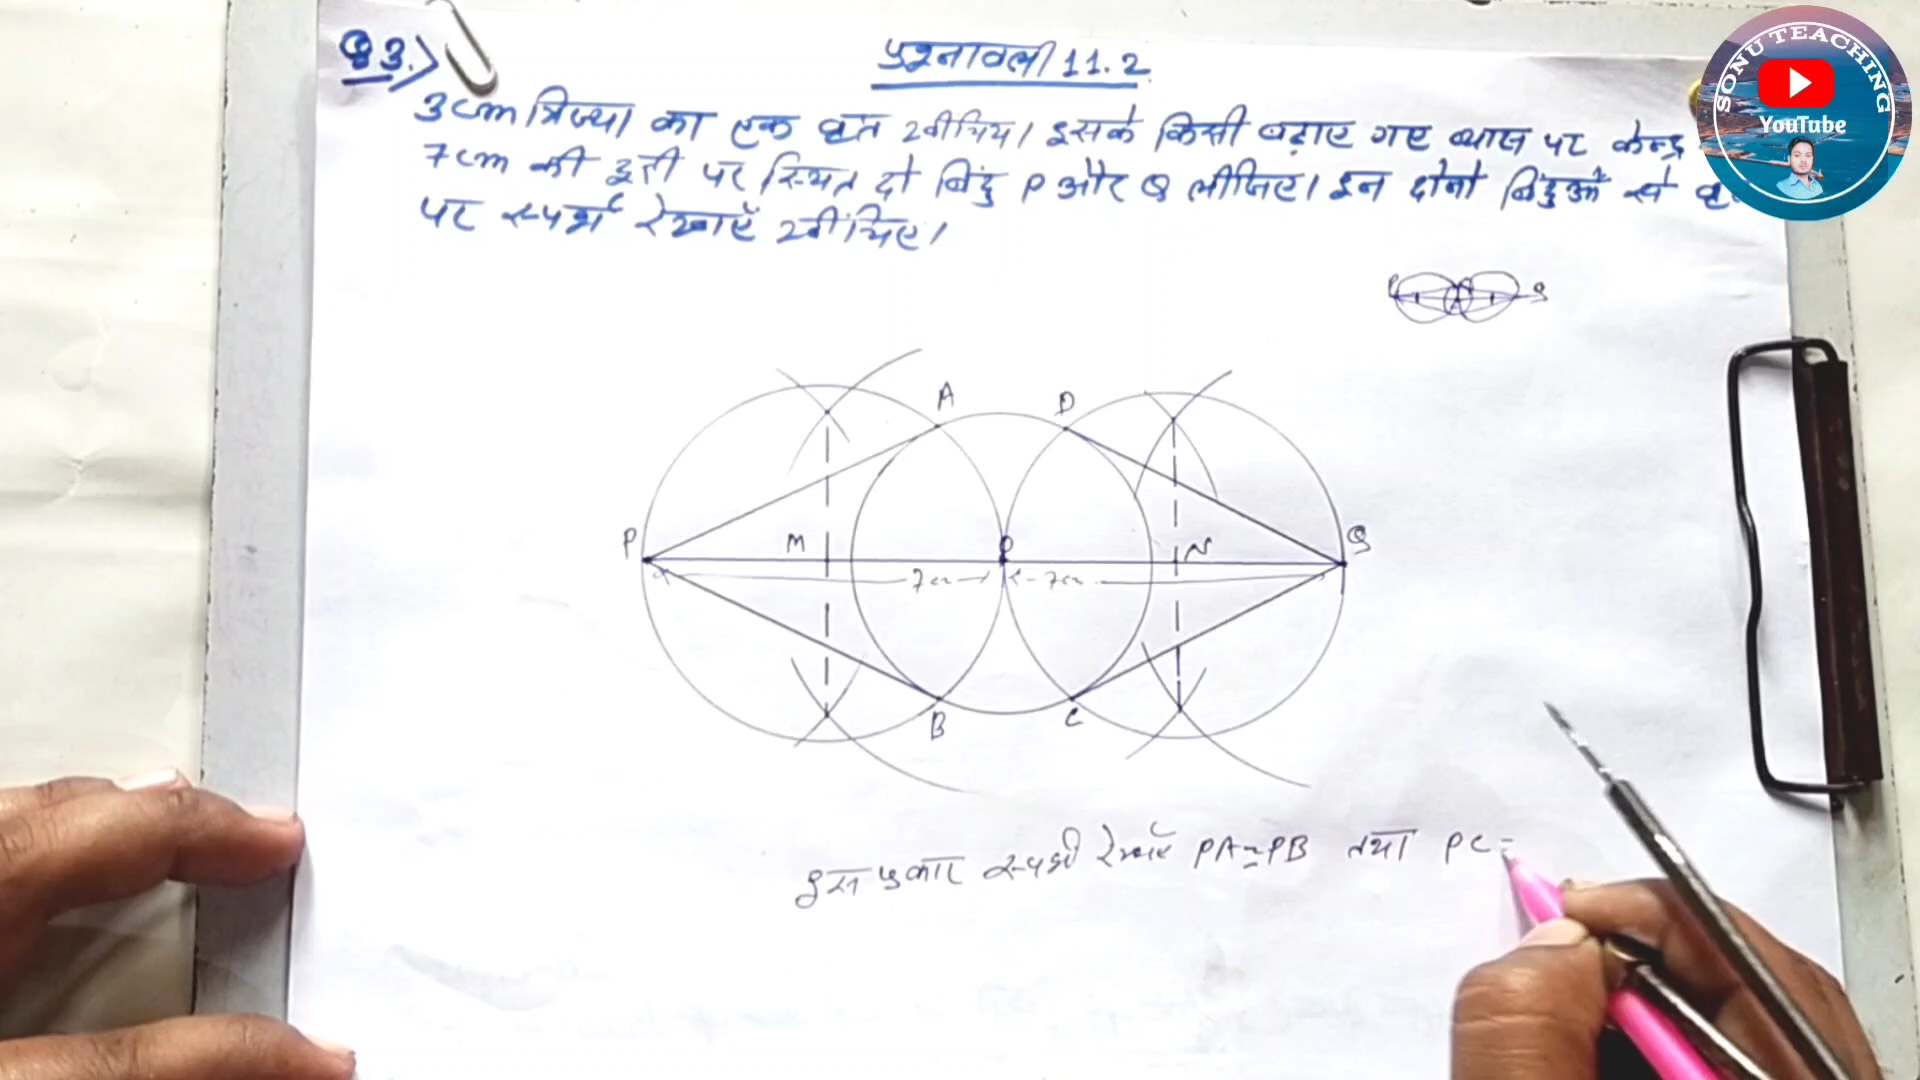 Q3.>
प्रश्नावली 11.2
3cm त्रिज्या का एक वृत खीचिय। इसके किसी बढ़ाए गए व्यास पर केन्द्र
7cm की दूरी पर स्थित दो बिंदु P और Q लीजिए। इन दोनो बिंदुओं से
पर स्पर्श रेखाएँ खींचिए।
P Q
A D
P M O N Q
7cm 7cm
B C
इस प्रकार स्पर्श रेखाएँ PA = PB तथा PC =
SONU TEACHING
YouTube